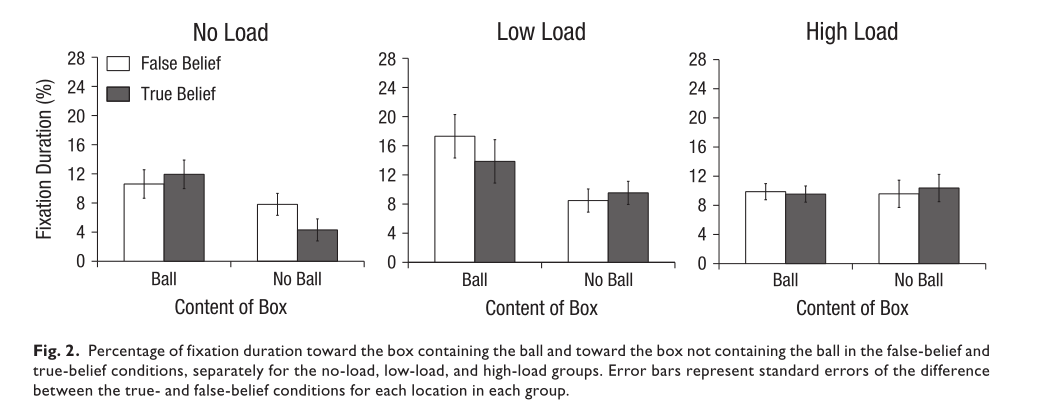 No Load
Low Load
High Load
Fixation Duration (%)
28
24
20
16
12
8
4
0
False Belief
True Belief
Ball
No Ball
Content of Box
28
24
20
16
12
8
4
0
Ball
No Ball
Content of Box
28
24
20
16
12
8
4
0
Ball
No Ball
Content of Box
Fig. 2. Percentage of fixation duration toward the box containing the ball and toward the box not containing the ball in the false-belief and
true-belief conditions, separately for the no-load, low-load, and high-load groups. Error bars represent standard errors of the difference
between the true- and false-belief conditions for each location in each group.